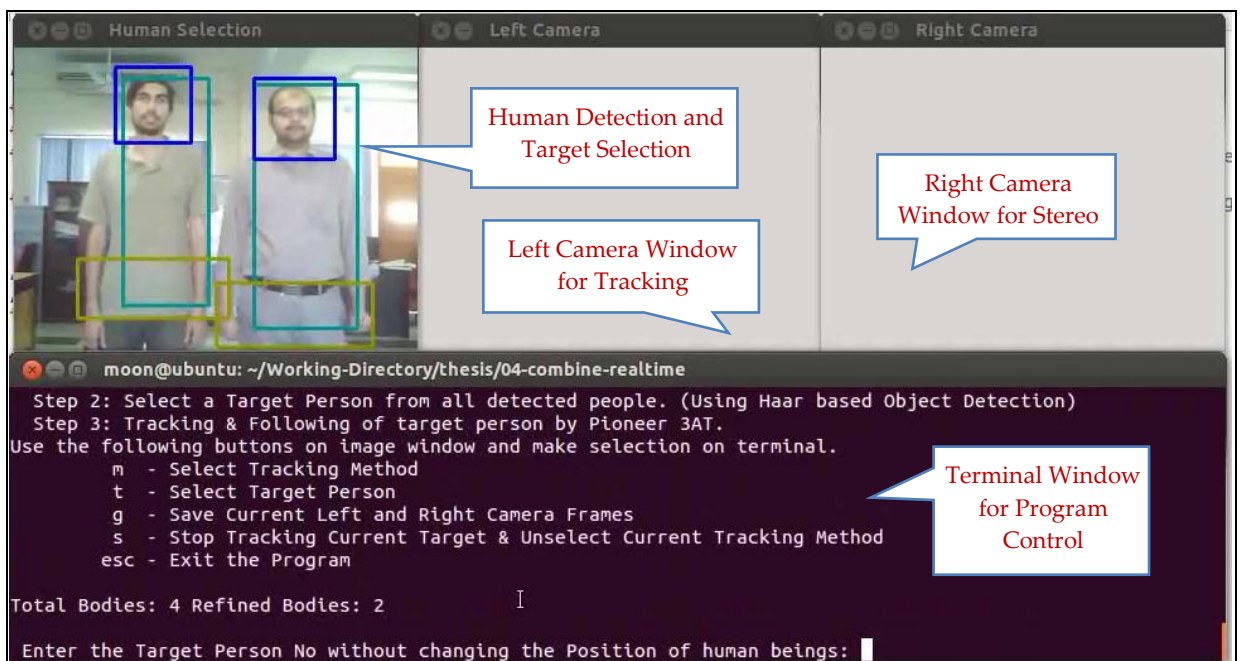 Human Selection
Left Camera
Right Camera
Human Detection and
Target Selection
Right Camera
Window for Stereo
Left Camera Window
for Tracking
moon@ubuntu: ~/Working-Directory/thesis/04-combine-realtime
Step 2: Select a Target Person from all detected people. (Using Haar based Object Detection)
Step 3: Tracking & Following of target person by Pioneer 3AT.
Use the following buttons on image window and make selection on terminal.
m - Select Tracking Method
t - Select Target Person
g - Save Current Left and Right Camera Frames
s - Stop Tracking Current Target & Unselect Current Tracking Method
esc - Exit the Program
Terminal Window
for Program
Control
Total Bodies: 4 Refined Bodies: 2
Enter the Target Person No without changing the Position of human beings: